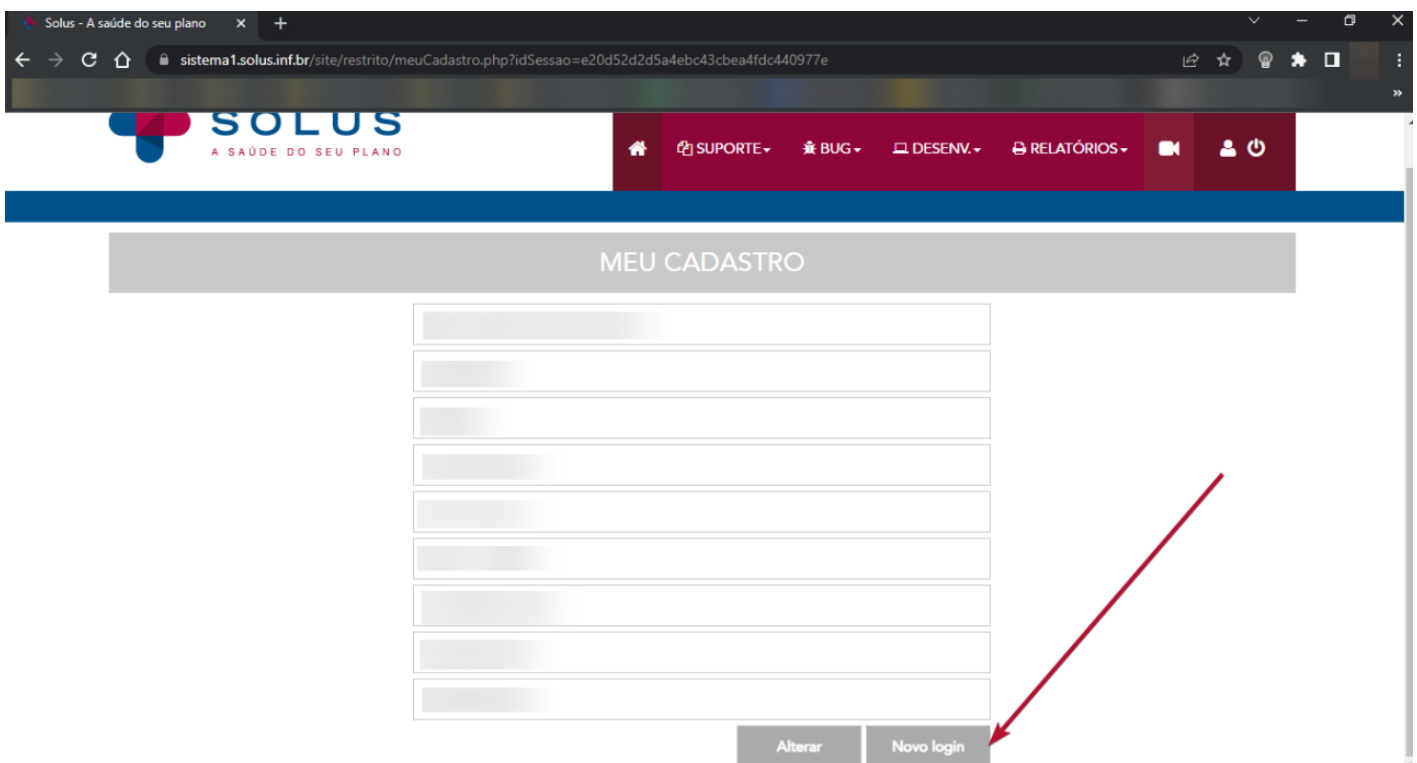 Solus - A saúde do seu plano
sistema1.solus.inf.br/site/restrito/meuCadastro.php?idSessao=e20d52d2d5a4ebc43cbea4fdc440977e
SOLUS
A SAÚDE DO SEU PLANO
SUPORTE BUG DESENV. RELATÓRIOS
MEU CADASTRO
Alterar Novo login